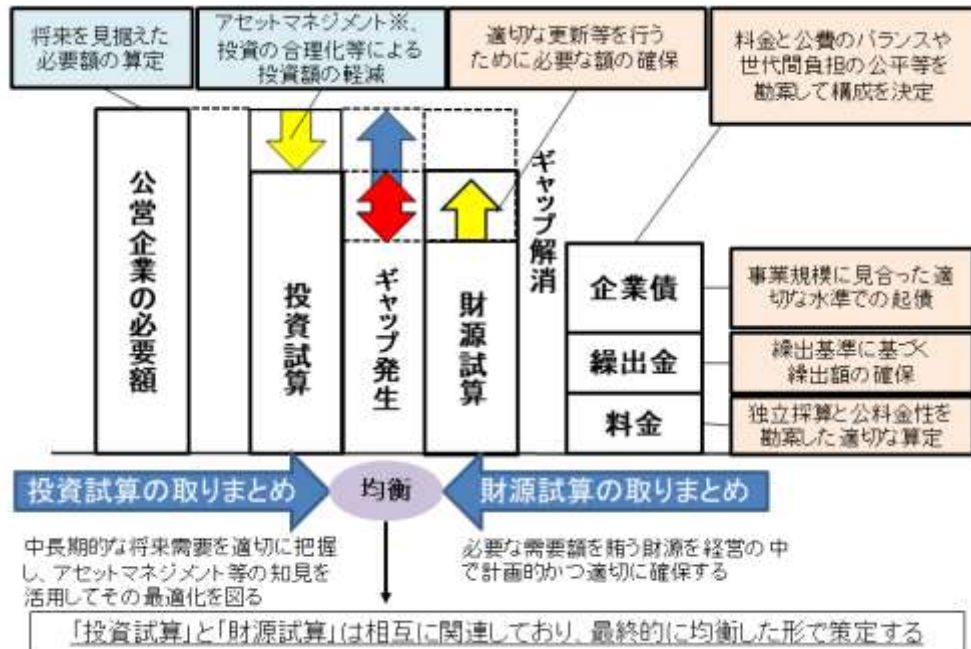 将来を見据えた
必要額の算定
アセットマネジメント※、
投資の合理化等による
投資額の軽減
適切な更新等を行う
ために必要な額の確保
料金と公費のバランスや
世代間負担の公平等を
勘案して構成を決定
公営企業の必要額
投資試算
ギャップ発生
財源試算
ギャップ解消
企業債
繰出金
料金
事業規模に見合った適
切な水準での起債
繰出基準に基づく
繰出額の確保
独立採算と公料金性を
勘案した適切な算定
投資試算の取りまとめ
均衡
財源試算の取りまとめ
中長期的な将来需要を適切に把握
し、アセットマネジメント等の知見を
活用してその最適化を図る
必要な需要額を賄う財源を経営の中
で計画的かつ適切に確保する
「投資試算」と「財源試算」は相互に関連しており、最終的に均衡した形で策定する